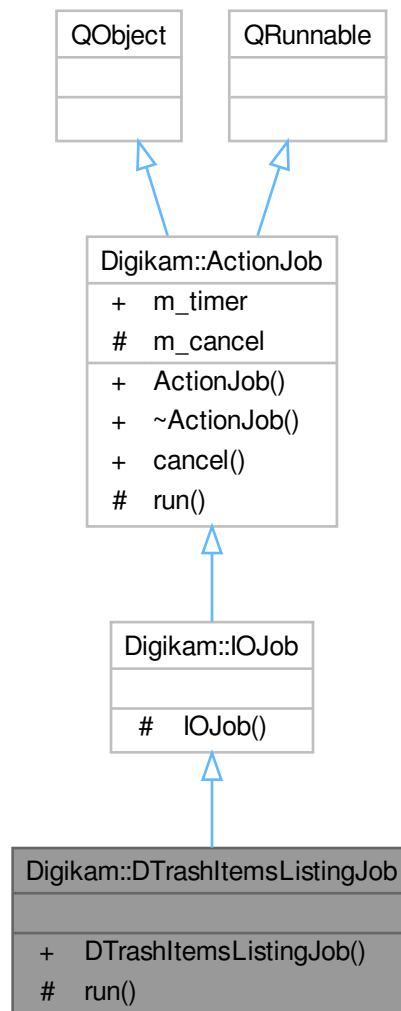 QObject
QRunnable
Digikam::ActionJob
+ m_timer
# m_cancel
+ ActionJob()
+ ~ActionJob()
+ cancel()
# run()
Digikam::IOJob
# IOJob()
Digikam::DTrashItemsListingJob
+ DTrashItemsListingJob()
# run()